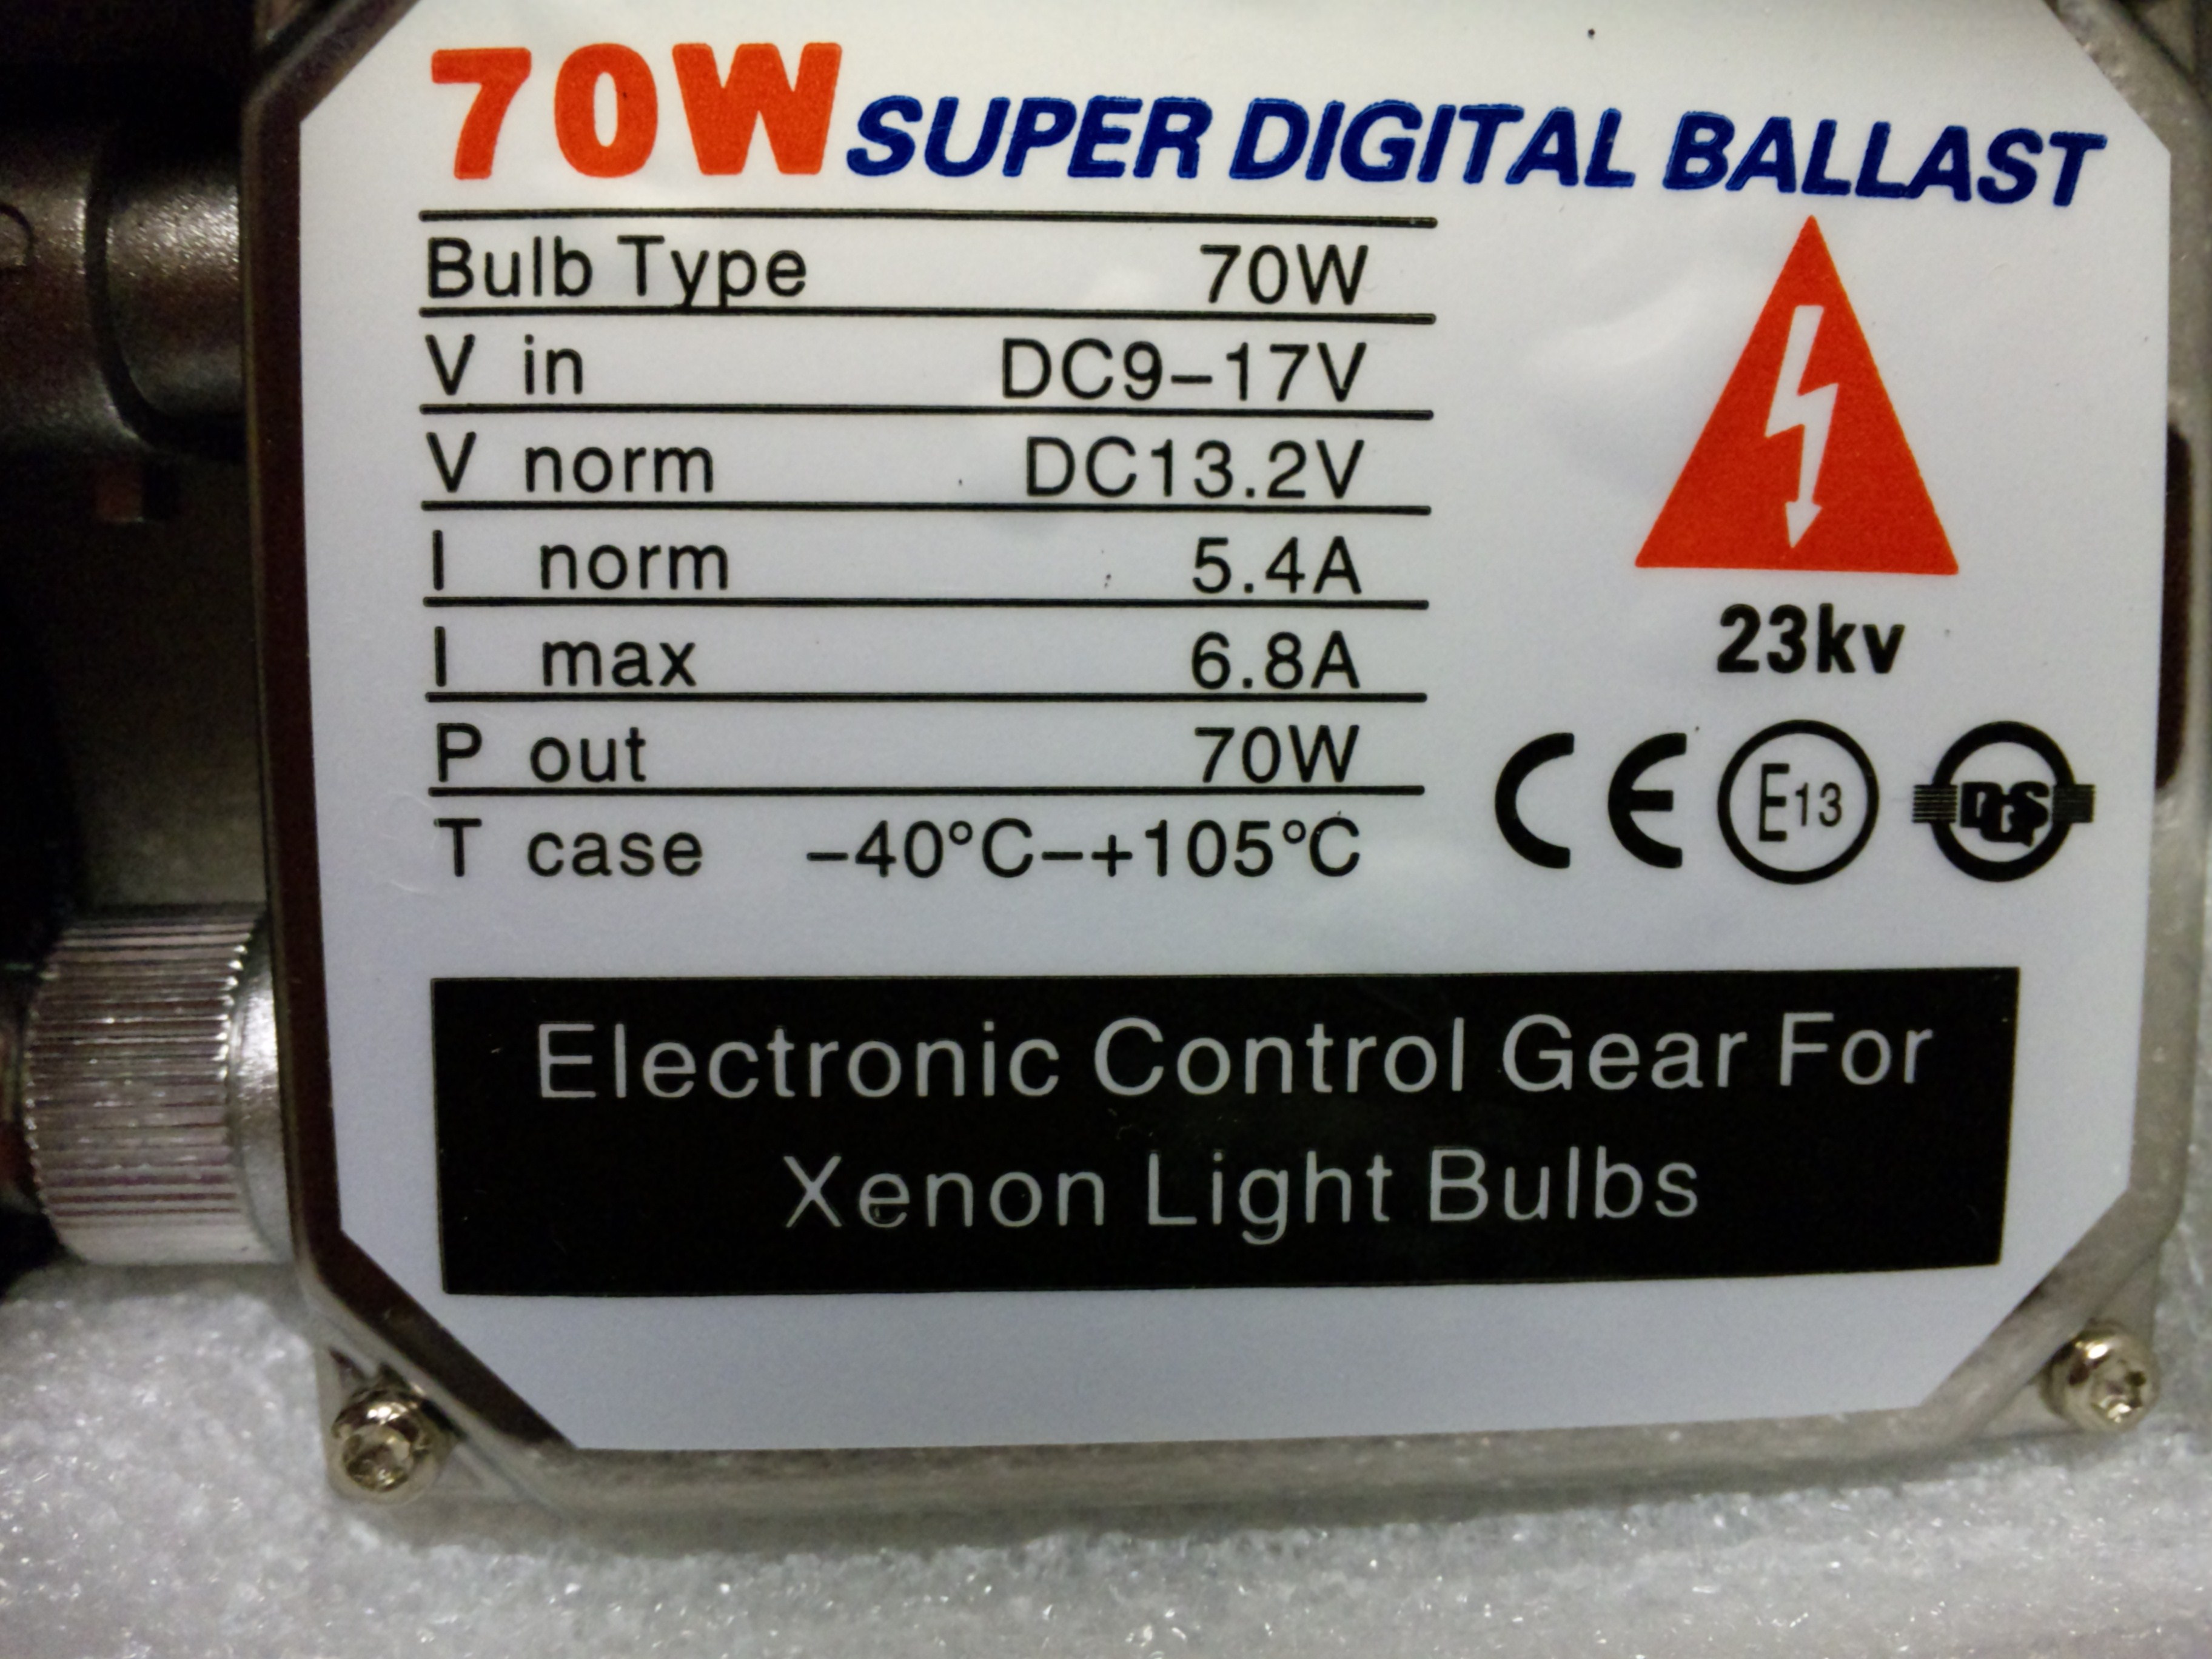 70W SUPER DIGITAL BALLAST
Bulb Type 70W
V in DC9–17V
V norm DC13.2V
I norm 5.4A
I max 6.8A
P out 70W
T case –40°C–+105°C
23kv
CE E13
Electronic Control Gear For
Xenon Light Bulbs